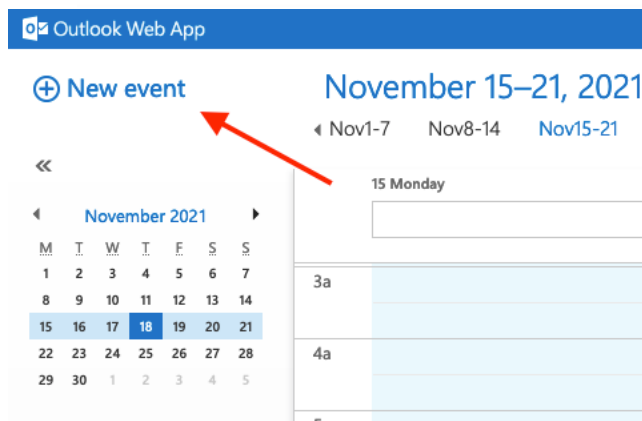 Outlook Web App
New event
November 15–21, 2021
Nov1-7 Nov8-14 Nov15-21
15 Monday
November 2021
M T W T F S S
1 2 3 4 5 6 7
8 9 10 11 12 13 14
15 16 17 18 19 20 21
22 23 24 25 26 27 28
29 30 1 2 3 4 5
3a
4a